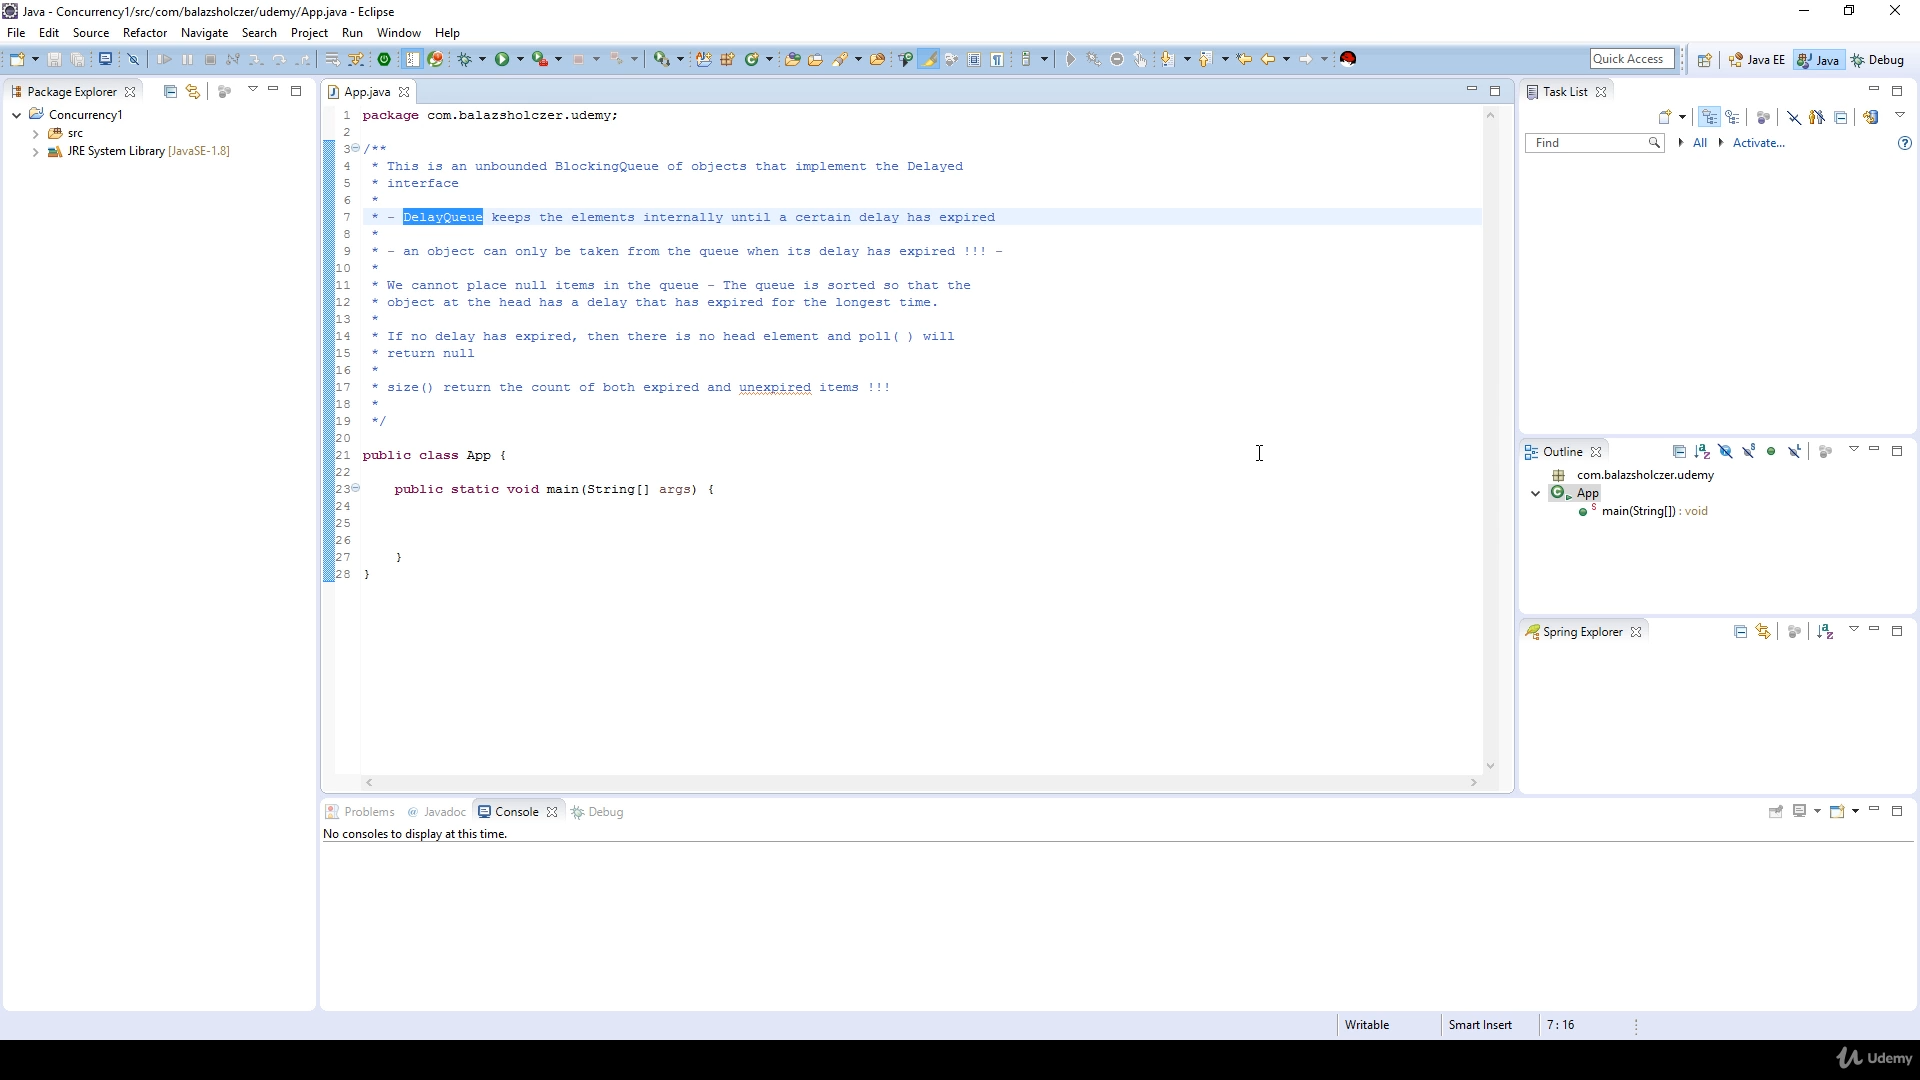 Java - Concurrency1/src/com/balazsholczer/udemy/App.java - Eclipse
File Edit Source Refactor Navigate Search Project Run Window Help
Quick Access Java EE Java Debug
Package Explorer
Concurrency1
src
JRE System Library [JavaSE-1.8]
App.java
1 package com.balazsholczer.udemy;
2
3 /**
4 * This is an unbounded BlockingQueue of objects that implement the Delayed
5 * interface
6 *
7 * - DelayQueue keeps the elements internally until a certain delay has expired
8 *
9 * - an object can only be taken from the queue when its delay has expired !!! -
10 *
11 * We cannot place null items in the queue - The queue is sorted so that the
12 * object at the head has a delay that has expired for the longest time.
13 *
14 * If no delay has expired, then there is no head element and poll( ) will
15 * return null
16 *
17 * size() return the count of both expired and unexpired items !!!
18 *
19 */
20
21 public class App {
22
23 public static void main(String[] args) {
24
25
26
27 }
28 }
Task List
Find All Activate...
Outline
com.balazsholczer.udemy
App
main(String[]) : void
Spring Explorer
Problems Javadoc Console Debug
No consoles to display at this time.
Writable Smart Insert 7 : 16
Udemy